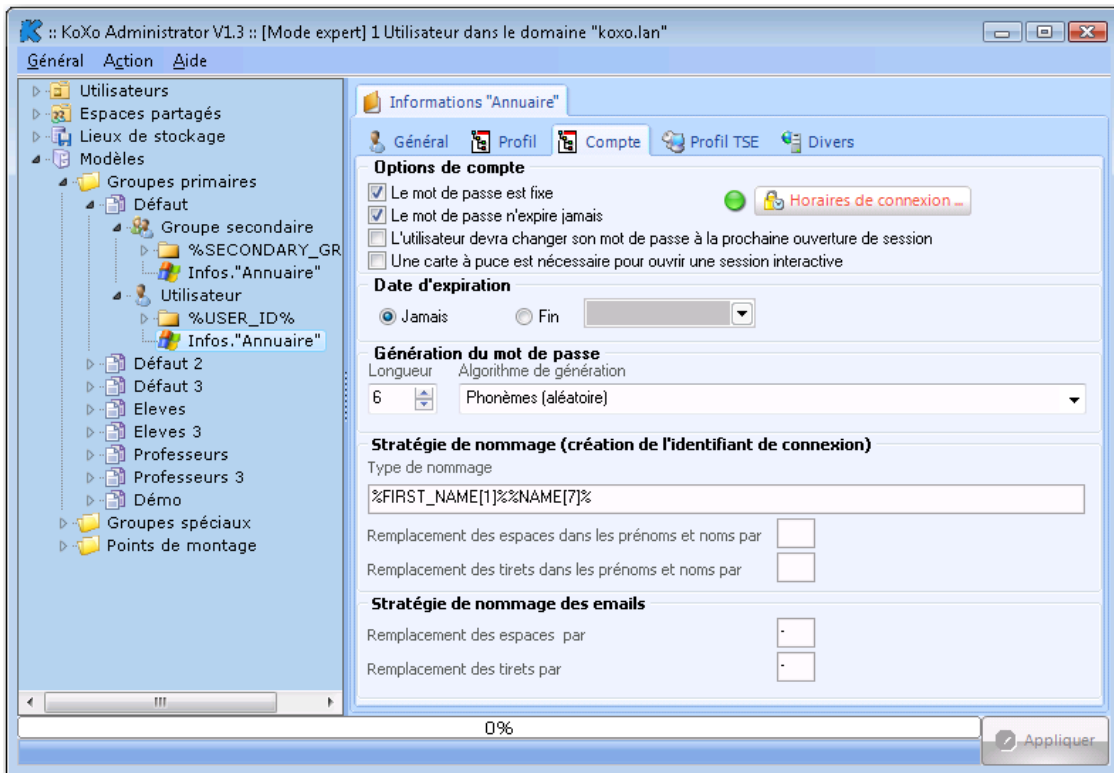 :: KoXo Administrator V1.3 :: [Mode expert] 1 Utilisateur dans le domaine "koxo.lan"
Général Action Aide
Utilisateurs
Espaces partagés
Lieux de stockage
Modèles
Groupes primaires
Défaut
Groupe secondaire
%SECONDARY_GR
Infos."Annuaire"
Utilisateur
%USER_ID%
Infos."Annuaire"
Défaut 2
Défaut 3
Eleves
Eleves 3
Professeurs
Professeurs 3
Démo
Groupes spéciaux
Points de montage
Informations "Annuaire"
Général Profil Compte Profil TSE Divers
Options de compte
Le mot de passe est fixe
Horaires de connexion ...
Le mot de passe n'expire jamais
L'utilisateur devra changer son mot de passe à la prochaine ouverture de session
Une carte à puce est nécessaire pour ouvrir une session interactive
Date d'expiration
Jamais Fin
Génération du mot de passe
Longueur Algorithme de génération
6 Phonèmes (aléatoire)
Stratégie de nommage (création de l'identifiant de connexion)
Type de nommage
%FIRST_NAME[1]%%NAME[7]%
Remplacement des espaces dans les prénoms et noms par
Remplacement des tirets dans les prénoms et noms par
Stratégie de nommage des emails
Remplacement des espaces par -
Remplacement des tirets par -
0%
Appliquer